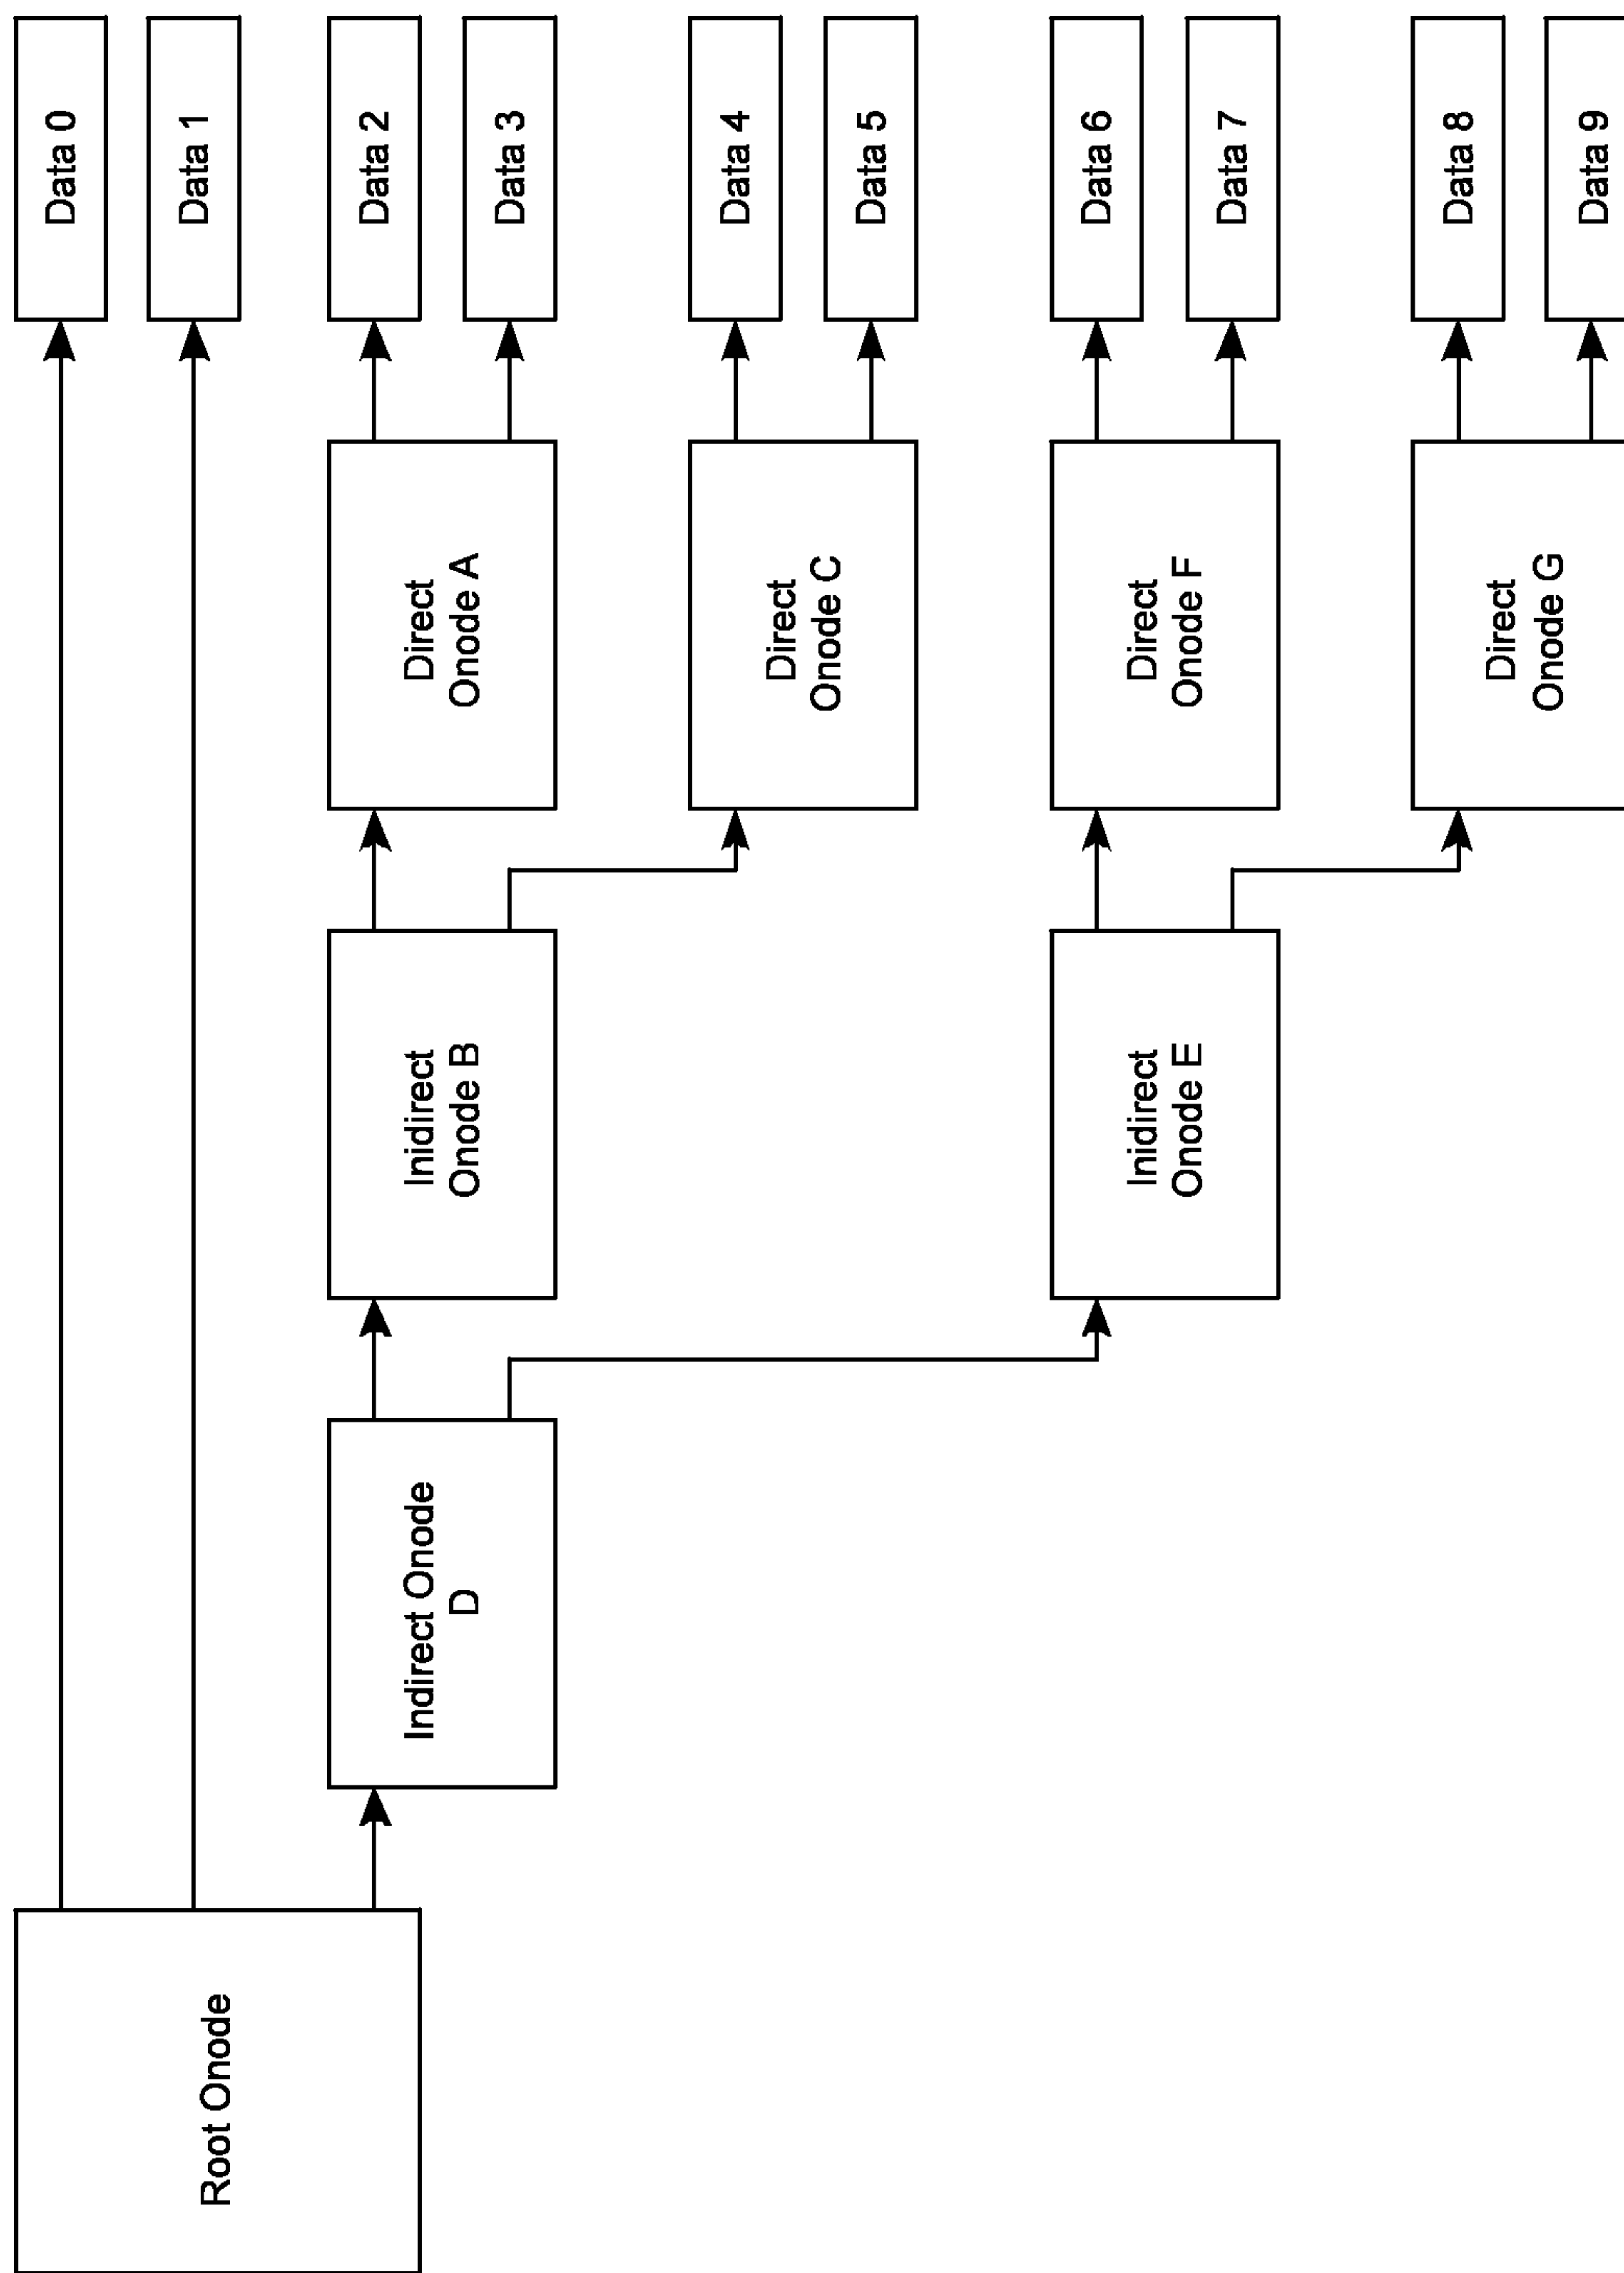 Data 0
Data 1
Data 2
Data 3
Data 4
Data 5
Data 6
Data 7
Data 8
Data 9
Direct
Onode A
Direct
Onode C
Direct
Onode F
Direct
Onode G
Inidirect
Onode B
Inidirect
Onode E
Indirect Onode
D
Root Onode